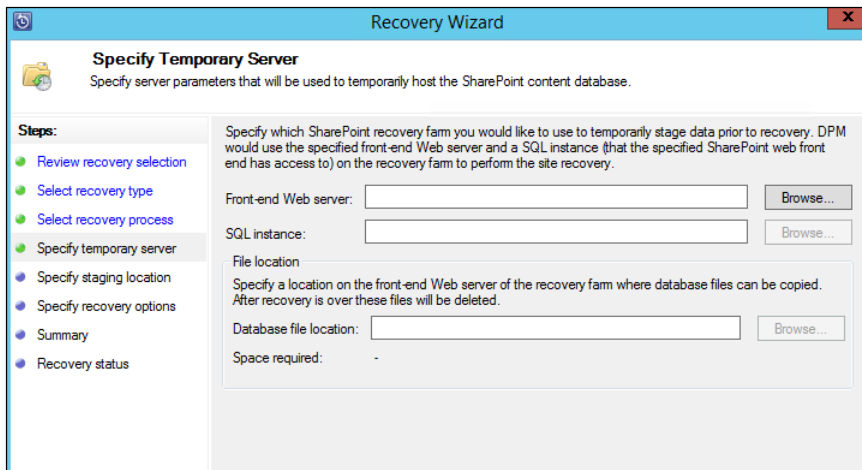 Recovery Wizard
x
Specify Temporary Server
Specify server parameters that will be used to temporarily host the SharePoint content database.
Steps:
Review recovery selection
Select recovery type
Select recovery process
Specify temporary server
Specify staging location
Specify recovery options
Summary
Recovery status
Specify which SharePoint recovery farm you would like to use to temporarily stage data prior to recovery. DPM
would use the specified front-end Web server and a SQL instance (that the specified SharePoint web front
end has access to) on the recovery farm to perform the site recovery.
Front-end Web server:
Browse...
SQL instance:
Browse...
File location
Specify a location on the front-end Web server of the recovery farm where database files can be copied.
After recovery is over these files will be deleted.
Database file location:
Browse...
Space required: -